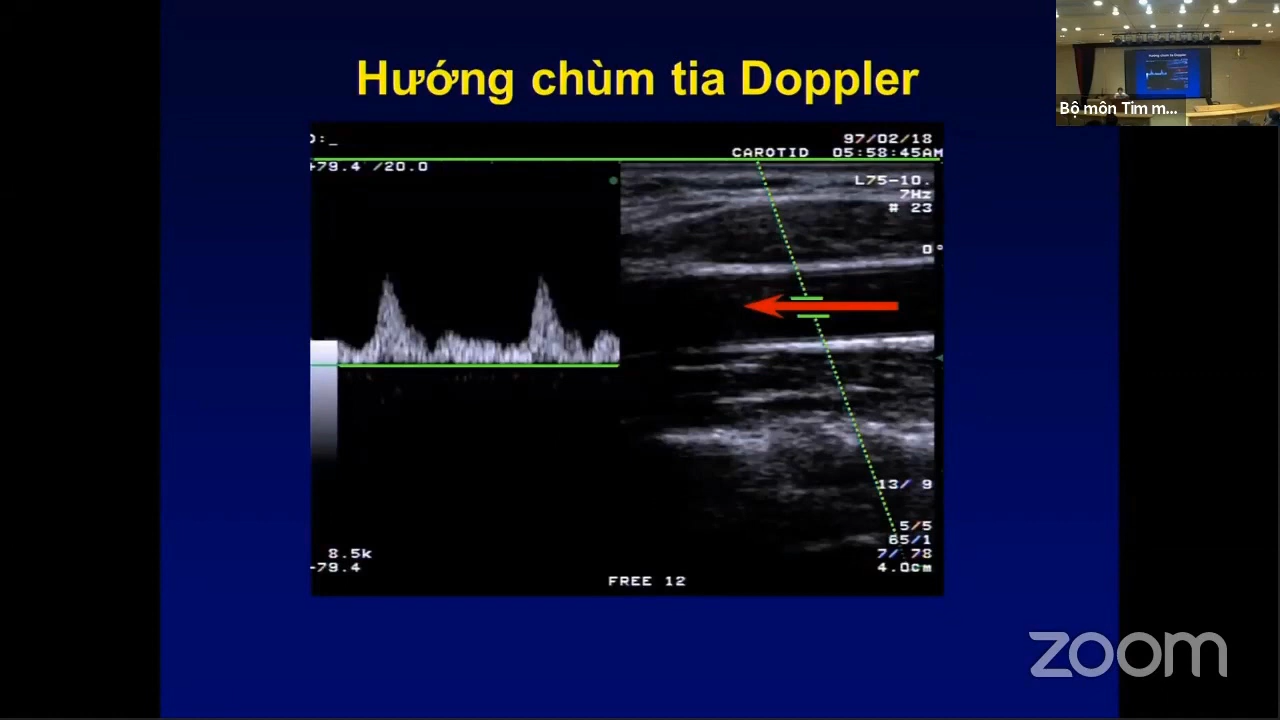 Hướng chùm tia Doppler
Bộ môn Tim m...
97/02/18
CAROTID 05:58:45AM
+79.4 /20.0
L75-10.
7Hz
# 23
0°
13/ 9
5/5
65/1
7/ 78
4.0cm
8.5k
-79.4
FREE 12
zoom